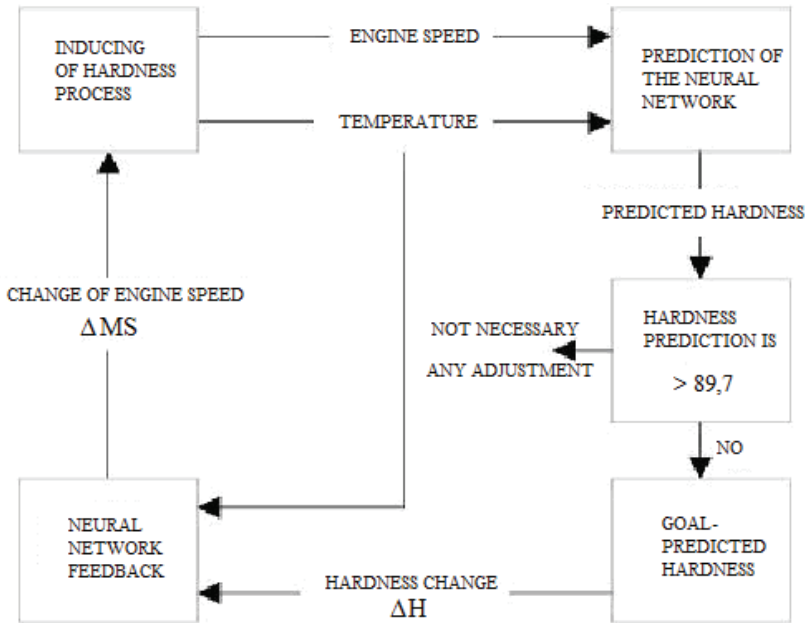 INDUCING
OF HARDNESS
PROCESS
ENGINE SPEED
TEMPERATURE
PREDICTION OF
THE NEURAL
NETWORK
PREDICTED HARDNESS
HARDNESS
PREDICTION IS
> 89,7
NOT NECESSARY
ANY ADJUSTMENT
NO
GOAL-
PREDICTED
HARDNESS
HARDNESS CHANGE
ΔH
NEURAL
NETWORK
FEEDBACK
CHANGE OF ENGINE SPEED
ΔMS